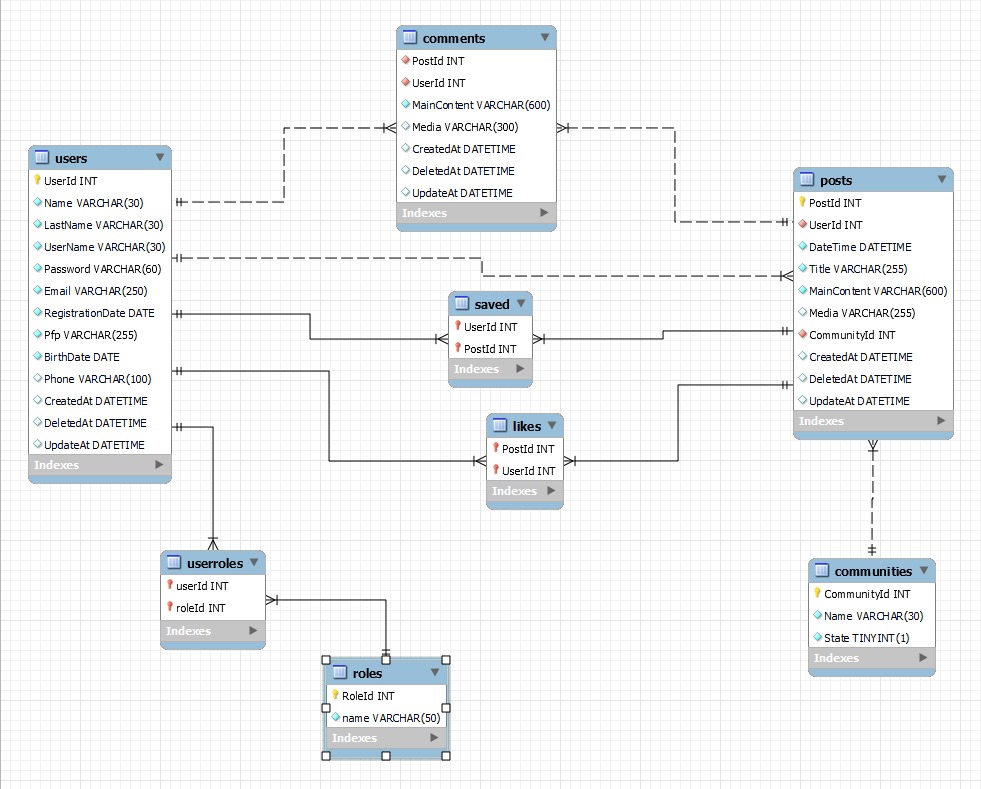 comments
PostId INT
UserId INT
MainContent VARCHAR(600)
Media VARCHAR(300)
CreatedAt DATETIME
DeletedAt DATETIME
UpdateAt DATETIME
Indexes
users
UserId INT
Name VARCHAR(30)
LastName VARCHAR(30)
UserName VARCHAR(30)
Password VARCHAR(60)
Email VARCHAR(250)
RegistrationDate DATE
Pfp VARCHAR(255)
BirthDate DATE
Phone VARCHAR(100)
CreatedAt DATETIME
DeletedAt DATETIME
UpdateAt DATETIME
Indexes
posts
PostId INT
UserId INT
DateTime DATETIME
Title VARCHAR(255)
MainContent VARCHAR(600)
Media VARCHAR(255)
CommunityId INT
CreatedAt DATETIME
DeletedAt DATETIME
UpdateAt DATETIME
Indexes
saved
UserId INT
PostId INT
Indexes
likes
PostId INT
UserId INT
Indexes
userroles
userId INT
roleId INT
Indexes
communities
CommunityId INT
Name VARCHAR(30)
State TINYINT(1)
Indexes
roles
RoleId INT
name VARCHAR(50)
Indexes